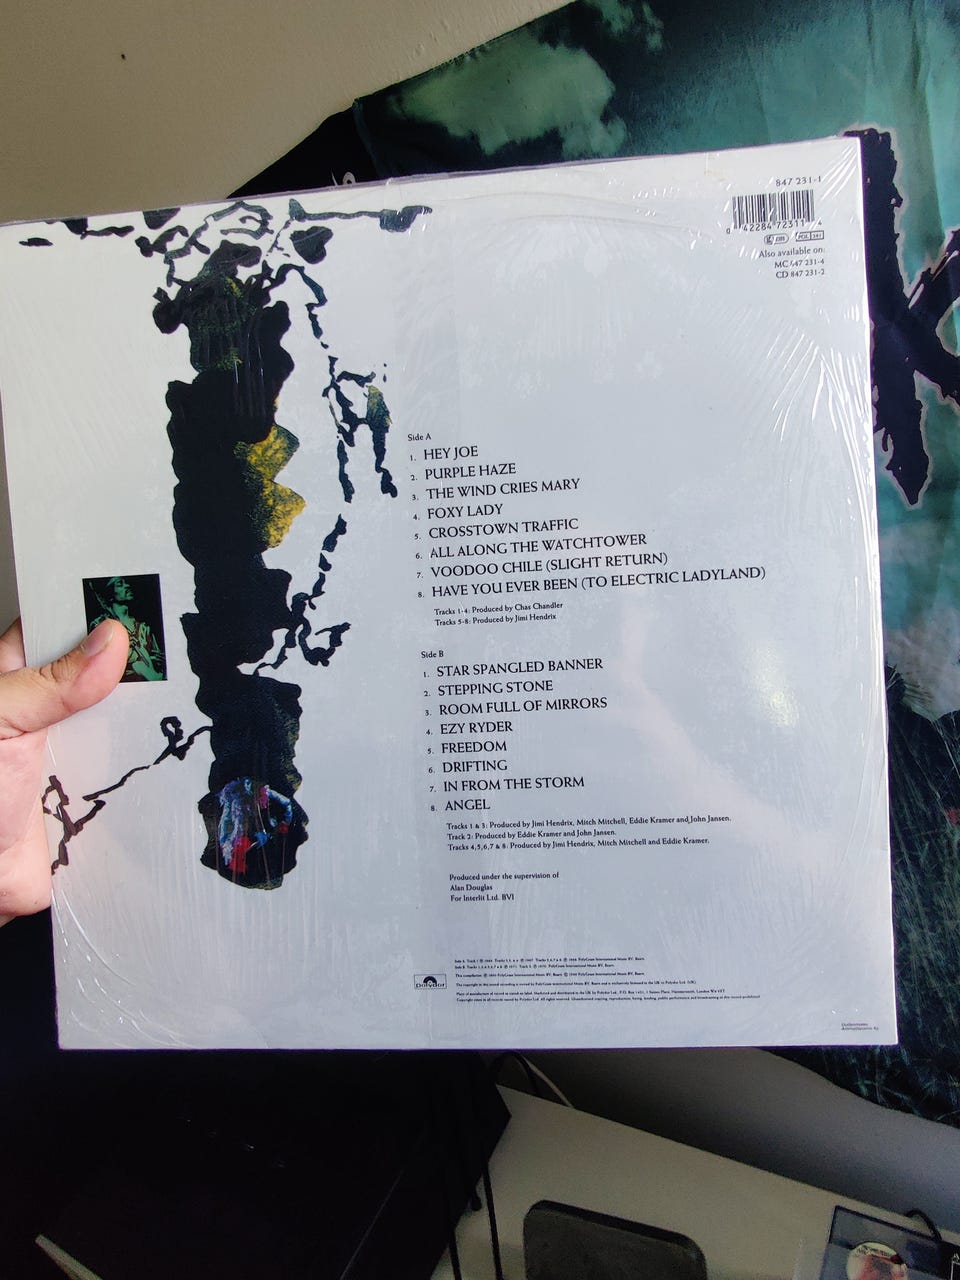 847 231-1
42284 72311 4
Also available on:
MC 847 231-4
CD 847 231-2
Side A
1. HEY JOE
2. PURPLE HAZE
3. THE WIND CRIES MARY
4. FOXY LADY
5. CROSSTOWN TRAFFIC
6. ALL ALONG THE WATCHTOWER
7. VOODOO CHILE (SLIGHT RETURN)
8. HAVE YOU EVER BEEN (TO ELECTRIC LADYLAND)
Tracks 1-4: Produced by Chas Chandler
Tracks 5-8: Produced by Jimi Hendrix
Side B
1. STAR SPANGLED BANNER
2. STEPPING STONE
3. ROOM FULL OF MIRRORS
4. EZY RYDER
5. FREEDOM
6. DRIFTING
7. IN FROM THE STORM
8. ANGEL
Tracks 1 & 3: Produced by Jimi Hendrix, Mitch Mitchell, Eddie Kramer and John Jansen.
Track 2: Produced by Eddie Kramer and John Jansen.
Tracks 4,5,6,7 & 8: Produced by Jimi Hendrix, Mitch Mitchell and Eddie Kramer.
Produced under the supervision of
Alan Douglas
For Interlit Ltd. BVI
polydor